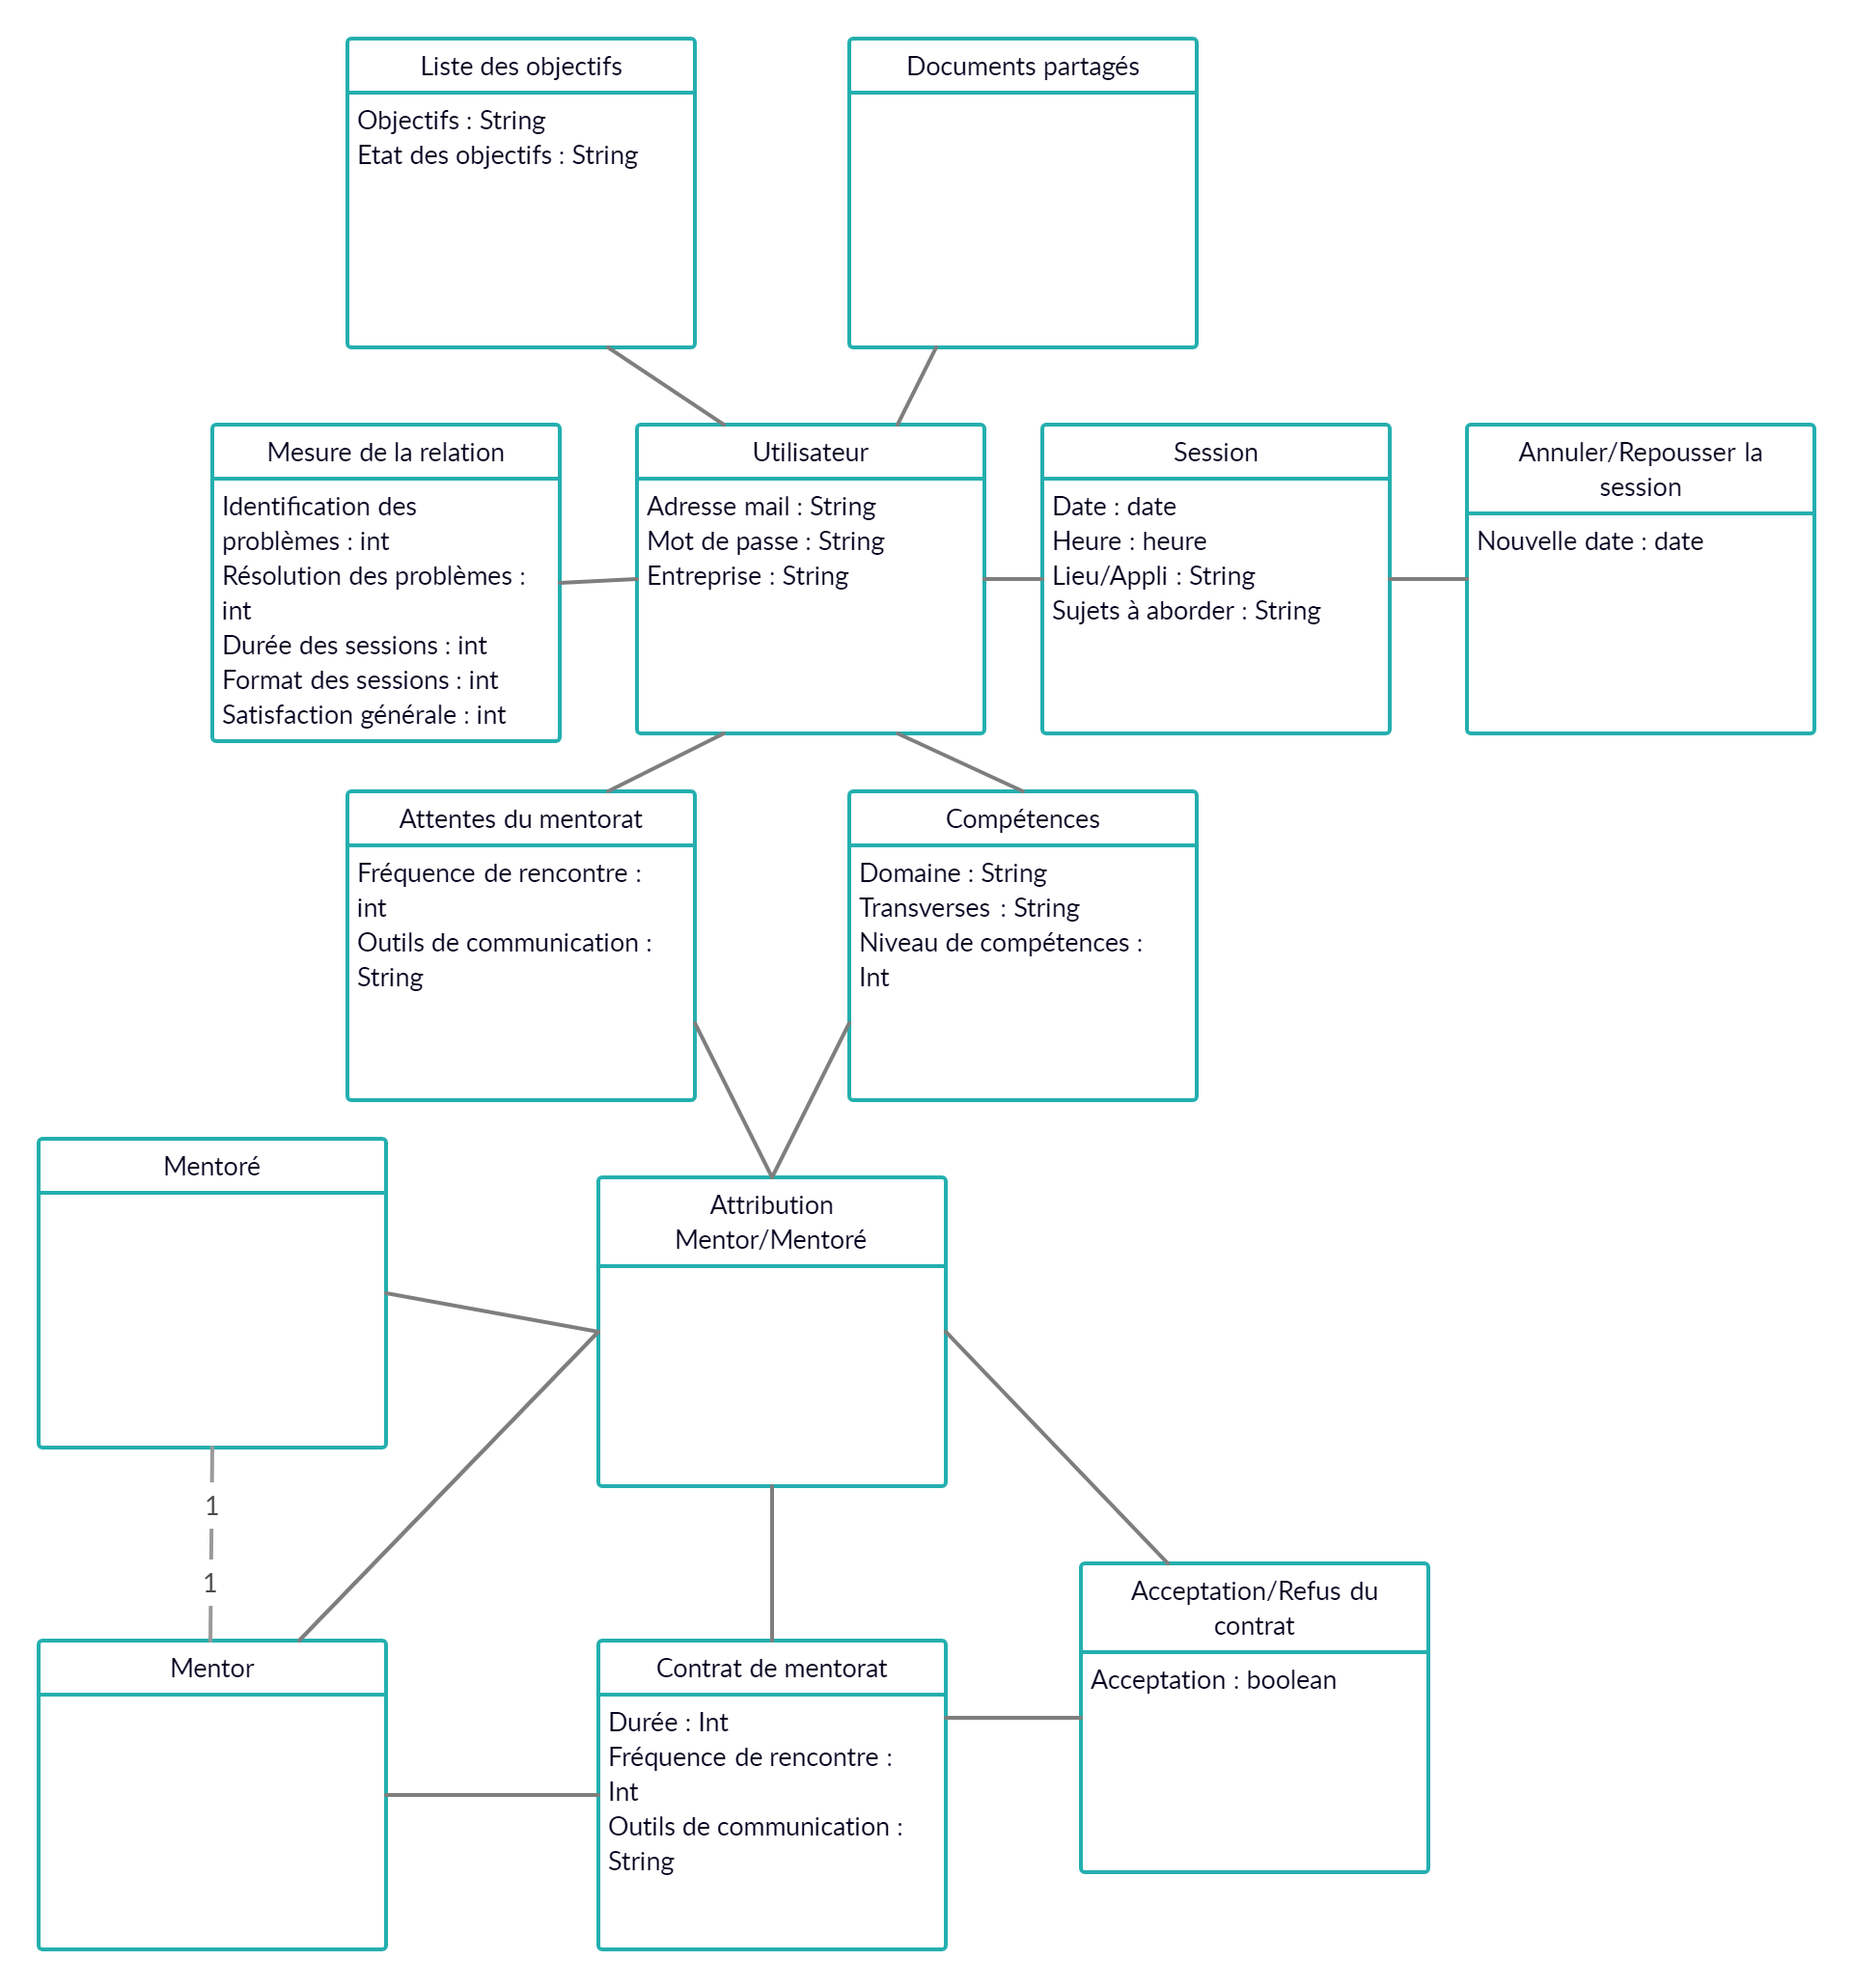 Liste des objectifs
Objectifs : String
Etat des objectifs : String
Documents partagés
Mesure de la relation
Identification des
problèmes : int
Résolution des problèmes :
int
Durée des sessions : int
Format des sessions : int
Satisfaction générale : int
Utilisateur
Adresse mail : String
Mot de passe : String
Entreprise : String
Session
Date : date
Heure : heure
Lieu/Appli : String
Sujets à aborder : String
Annuler/Repousser la
session
Nouvelle date : date
Attentes du mentorat
Fréquence de rencontre :
int
Outils de communication :
String
Compétences
Domaine : String
Transverses : String
Niveau de compétences :
Int
Mentoré
Attribution
Mentor/Mentoré
1
1
Mentor
Contrat de mentorat
Durée : Int
Fréquence de rencontre :
Int
Outils de communication :
String
Acceptation/Refus du
contrat
Acceptation : boolean